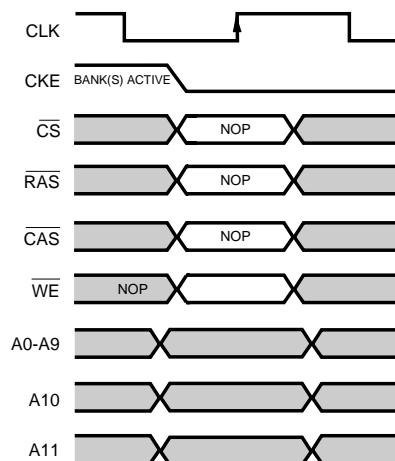 CLK
CKE BANK(S) ACTIVE
CS NOP
RAS NOP
CAS NOP
WE NOP
A0-A9
A10
A11